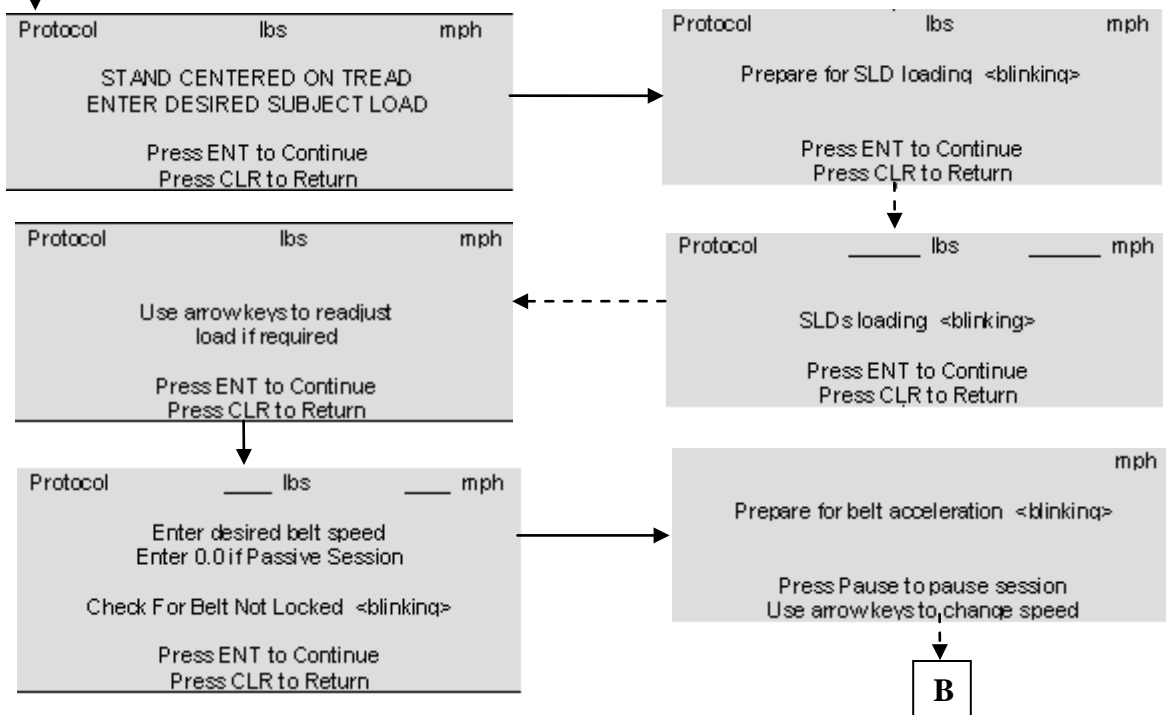 Protocol lbs mph
STAND CENTERED ON TREAD
ENTER DESIRED SUBJECT LOAD
Press ENT to Continue
Press CLR to Return
Protocol lbs mph
Prepare for SLD loading <blinking>
Press ENT to Continue
Press CLR to Return
Protocol ______ lbs ______ mph
SLDs loading <blinking>
Press ENT to Continue
Press CLR to Return
Protocol lbs mph
Use arrow keys to readjust
load if required
Press ENT to Continue
Press CLR to Return
Protocol ____ lbs ____ mph
Enter desired belt speed
Enter 0.0 if Passive Session
Check For Belt Not Locked <blinking>
Press ENT to Continue
Press CLR to Return
mph
Prepare for belt acceleration <blinking>
Press Pause to pause session
Use arrow keys to change speed
B